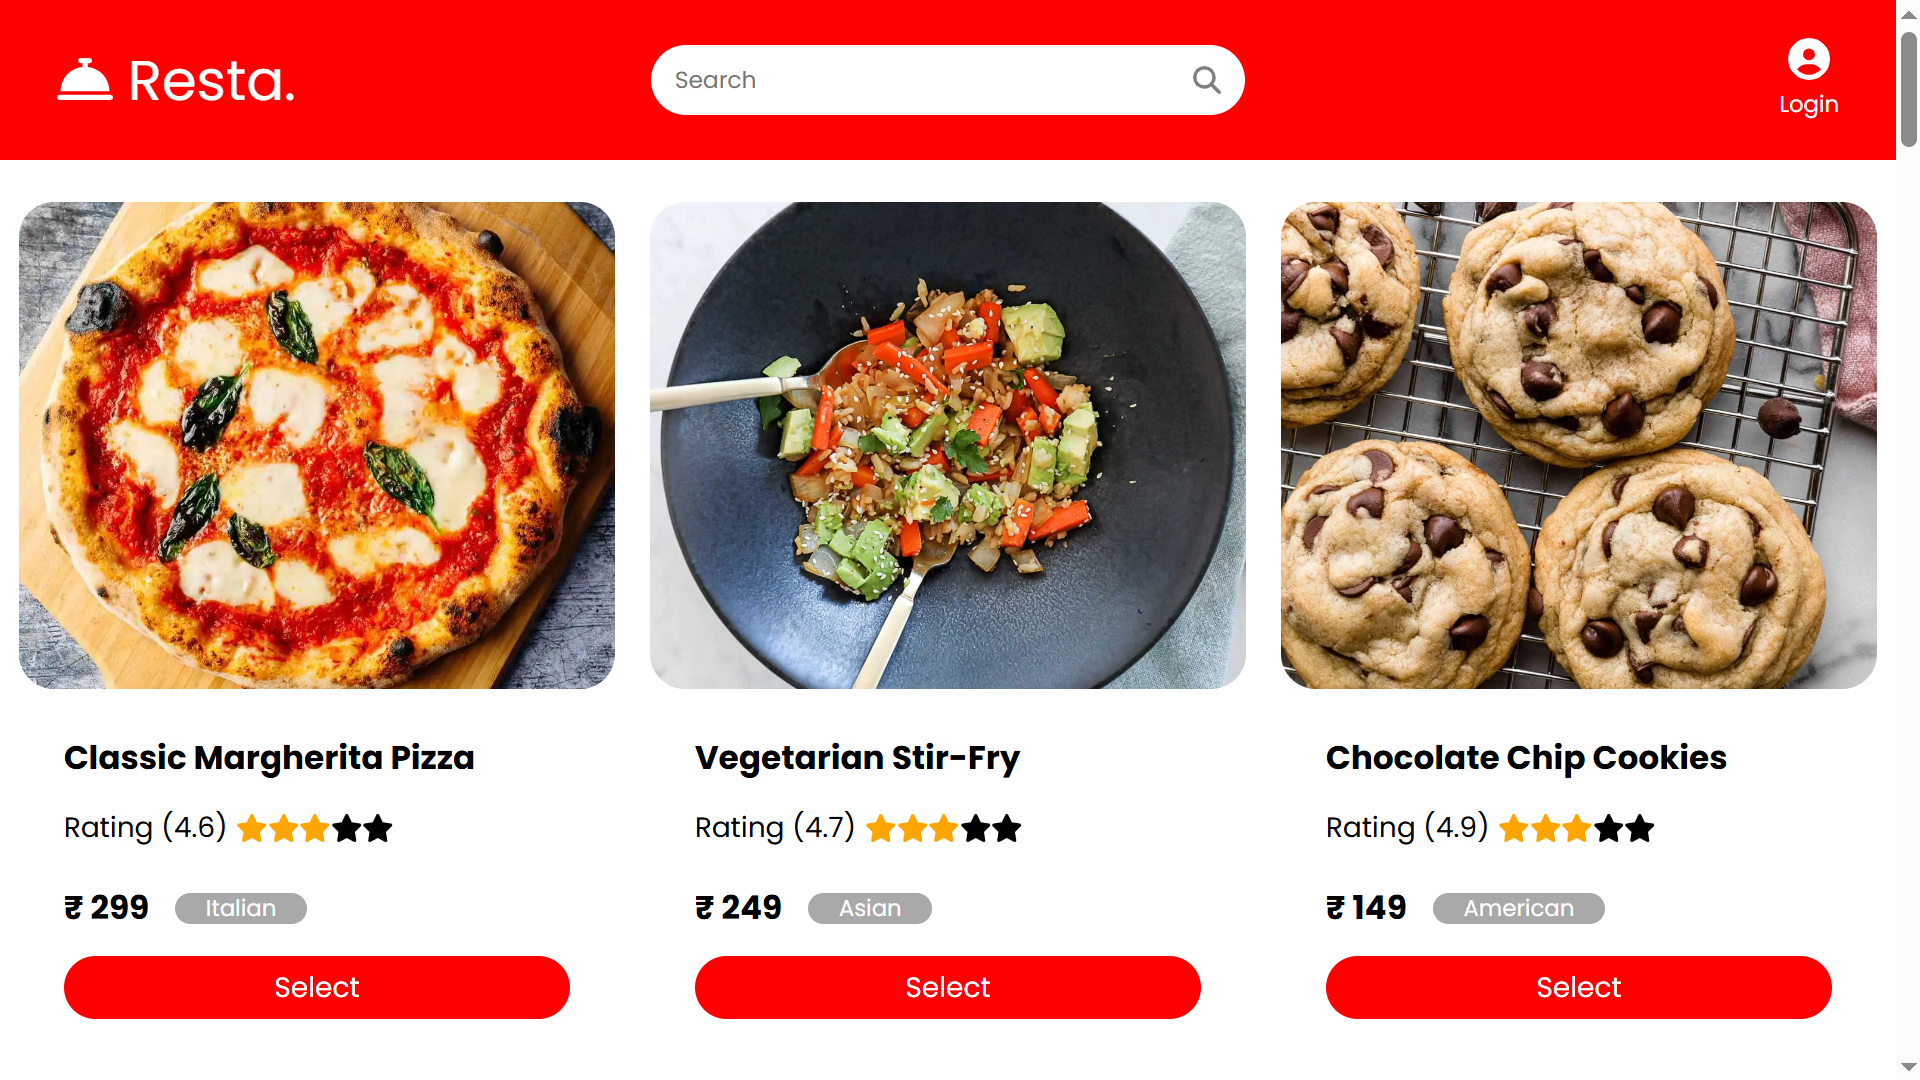 Resta.
Search
Login
Classic Margherita Pizza
Rating (4.6)
₹ 299 Italian
Select
Vegetarian Stir-Fry
Rating (4.7)
₹ 249 Asian
Select
Chocolate Chip Cookies
Rating (4.9)
₹ 149 American
Select